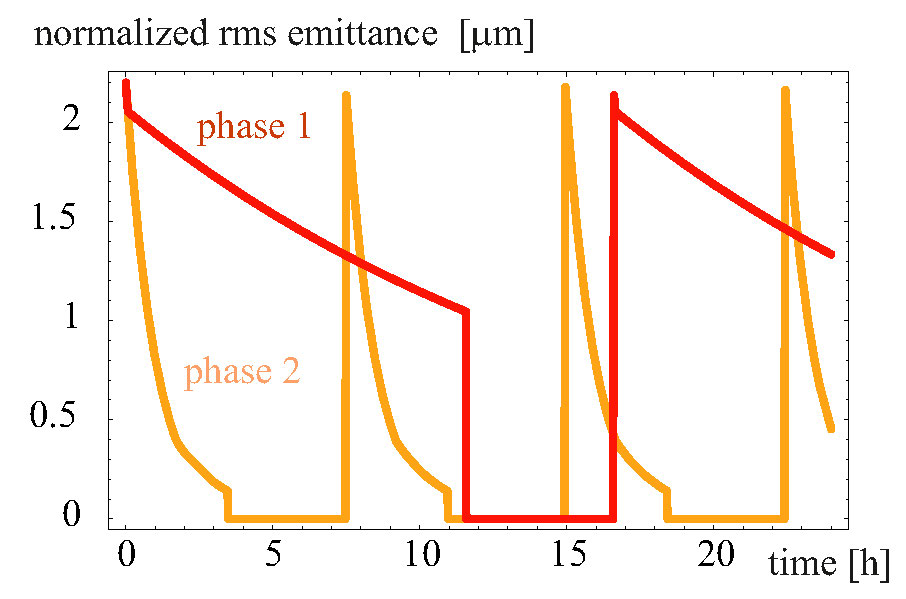 normalized rms emittance [μm]
2
phase 1
1.5
1
phase 2
0.5
0
0 5 10 15 20 time [h]